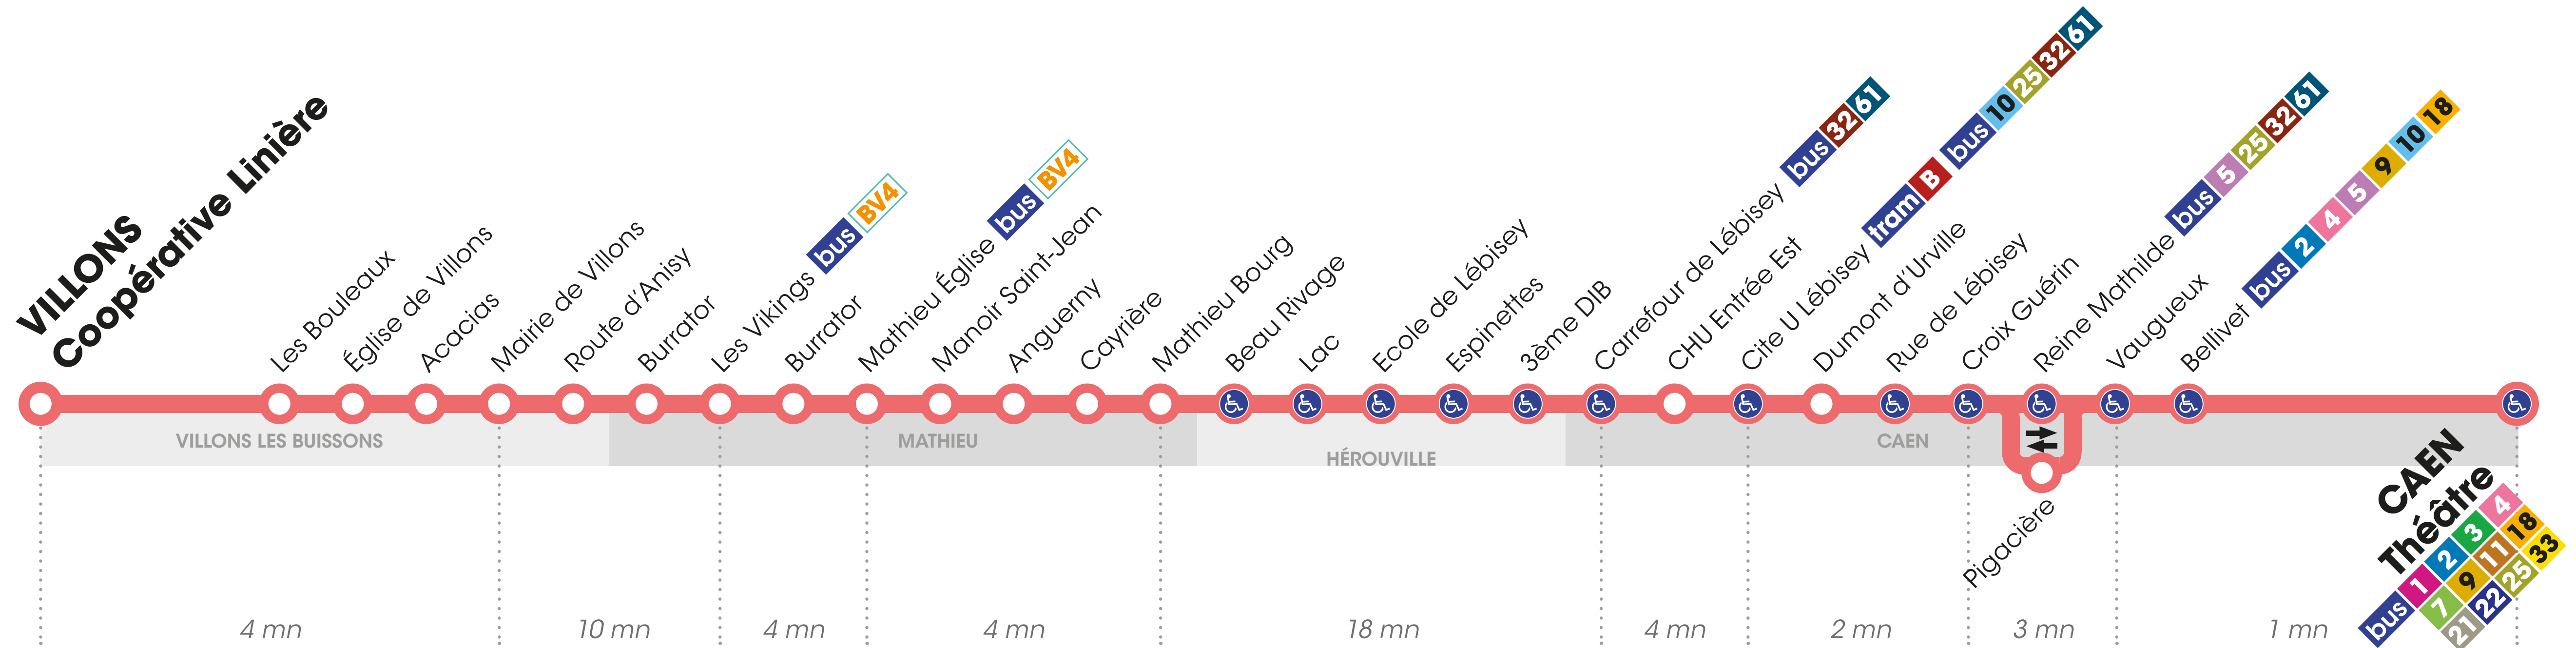 VILLONS
Coopérative Linière
Les Bouleaux
Église de Villons
Acacias
Mairie de Villons
Route d'Anisy
Burrator
Les Vikings bus BV4
Burrator
Mathieu Église bus BV4
Manoir Saint-Jean
Anguerny
Cayrière
Mathieu Bourg
Beau Rivage
Lac
Ecole de Lébisey
Espinettes
3ème DIB
Carrefour de Lébisey bus 32 61
CHU Entrée Est
Cite U Lébisey tram B bus 10 25 32 61
Dumont d'Urville
Rue de Lébisey
Croix Guérin
Reine Mathilde bus 5 25 32 61
Vaugueux
Bellivet bus 2 4 5 9 10 18
VILLONS LES BUISSONS
MATHIEU
HÉROUVILLE
CAEN
Pigacière
CAEN
Théâtre
bus 1 2 3 4
7 9 11 18
21 22 25 33
4 mn
10 mn
4 mn
4 mn
18 mn
4 mn
2 mn
3 mn
1 mn